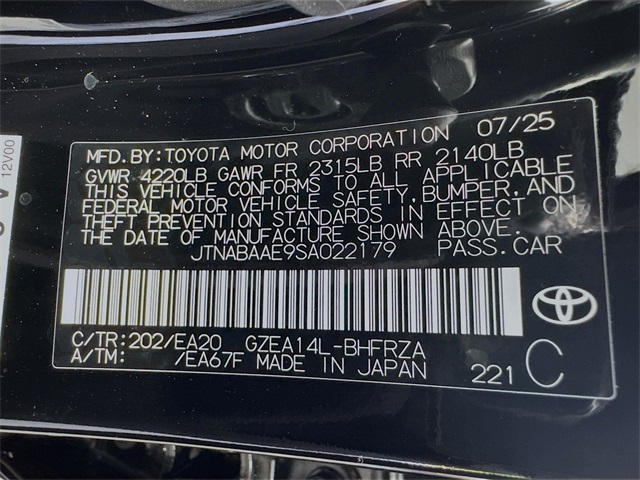 MFD.BY:TOYOTA MOTOR CORPORATION 07/25
GVWR 4220LB GAWR FR 2315LB RR 2140LB
THIS VEHICLE CONFORMS TO ALL APPLICABLE
FEDERAL MOTOR VEHICLE SAFETY,BUMPER,AND
THEFT PREVENTION STANDARDS IN EFFECT ON
THE DATE OF MANUFACTURE SHOWN ABOVE.
JTNABAAE9SA022179 PASS.CAR
C/TR:202/EA20 GZEA14L-BHFRZA
A/TM: /EA67F MADE IN JAPAN
221 C
12V00